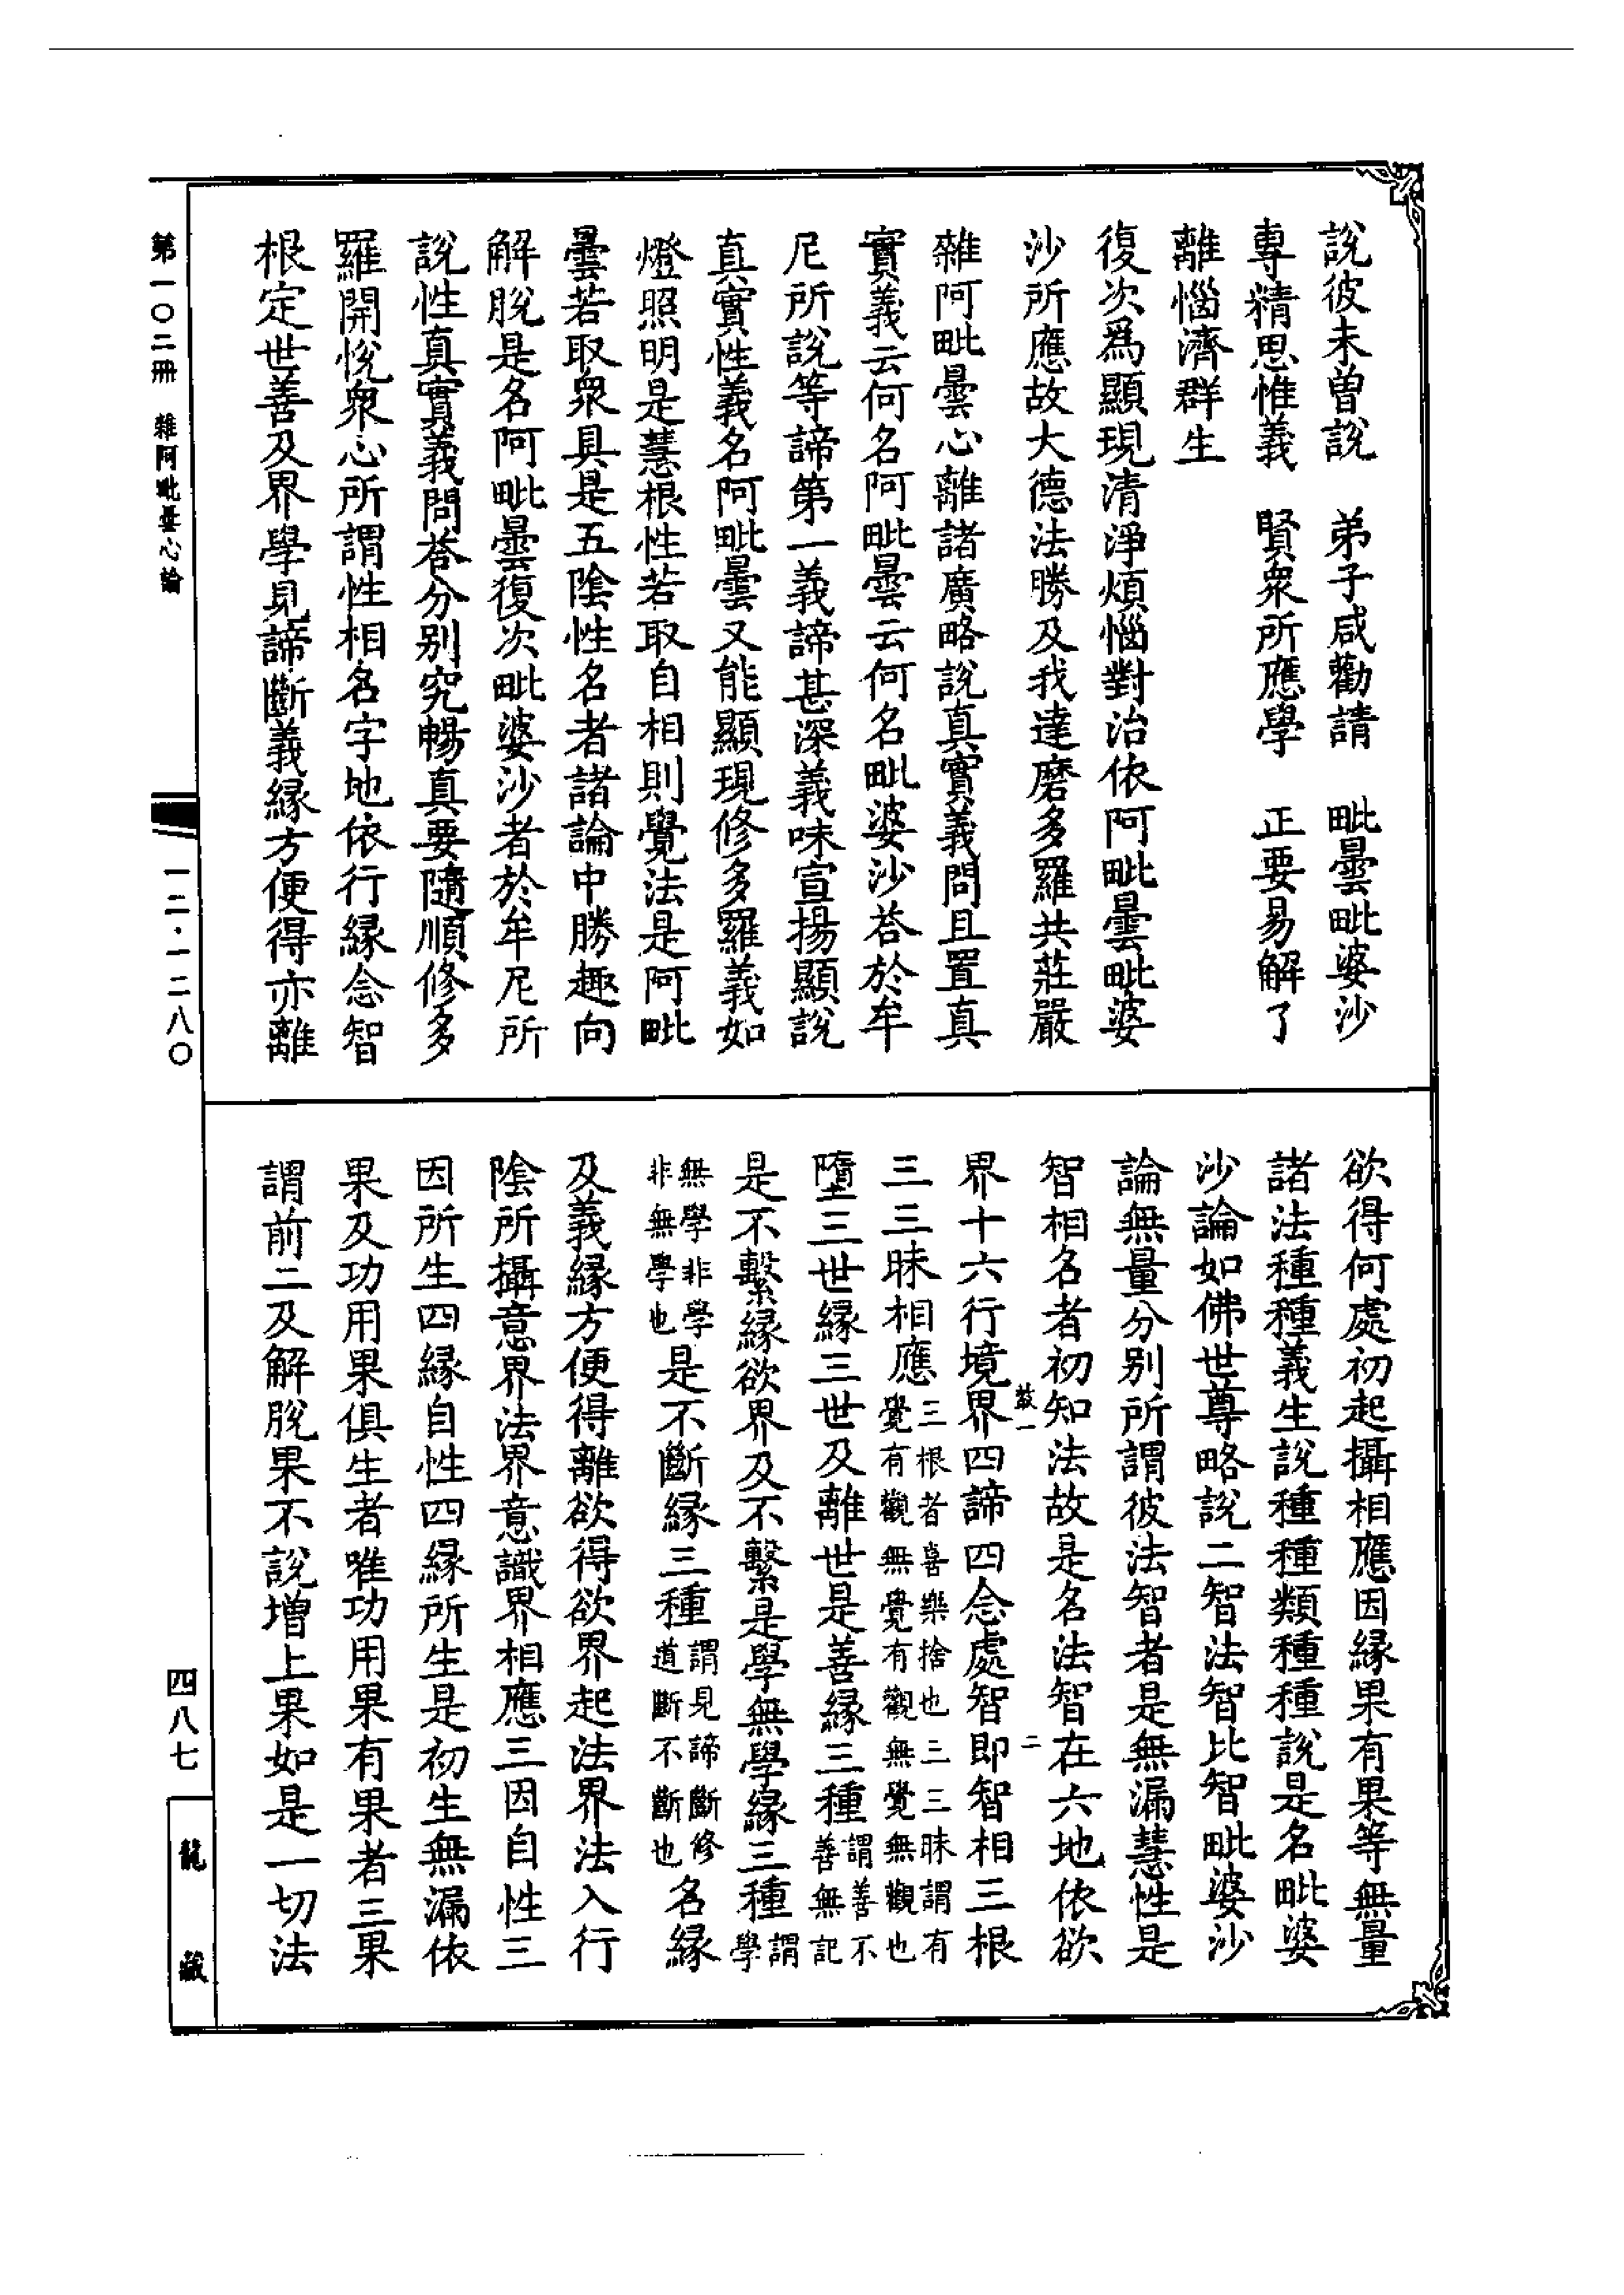 說彼未曾說　弟子咸勸請　毗曇毗婆沙
專精思惟義　賢衆所應學　正要易解了
離惱濟群生
復次爲顯現清淨煩惱對治依阿毗曇毗婆
沙所應故大德法勝及我達磨多羅共莊嚴
雜阿毗曇心離諸廣略說真實義問且置真
實義云何名阿毗曇云何名毗婆沙荅於牟
尼所說等諦第一義諦甚深義味宣揚顯說
真實性義名阿毗曇又能顯現修多羅義如
燈照明是慧根性若取自相則覺法是阿毗
曇若取衆具是五陰性名者諸論中勝趣向
解脫是名阿毗曇復次毗婆沙者於牟尼所
說性真實義問荅分別究暢真要隨順修多
羅開悅衆心所謂性相名字地依行緣念智
根定世善及界學見諦斷義緣方便得亦離
欲得何處初起攝相應因緣果有果等無量
諸法種種義生說種種類種種說是名毗婆
沙論如佛世尊略說二智法智比智毗婆沙
論無量分別所謂彼法智者是無漏慧性是
智相名者初知法故是名法智在六地依欲
界十六行境界四諦四念處智即智相三根
三三昧相應三根者喜樂捨也三三昧謂有
覺有觀無覺有觀無覺無觀也
墮三世緣三世及離世是善緣三種謂善不
善無記
是不繫緣欲界及不繫是學無學緣三種謂
學
無學非學
非無學也
是不斷緣三種謂見諦斷修
道斷不斷也
名緣
及義緣方便得離欲得欲界起法界法入行
陰所攝意界法界意識界相應三因自性三
因所生四緣自性四緣所生是初生無漏依
果及功用果俱生者唯功用果有果者三果
謂前二及解脫果不說增上果如是一切法
第一〇二冊　雜阿毗曇心論
一二·一二八〇
四八七
龍藏